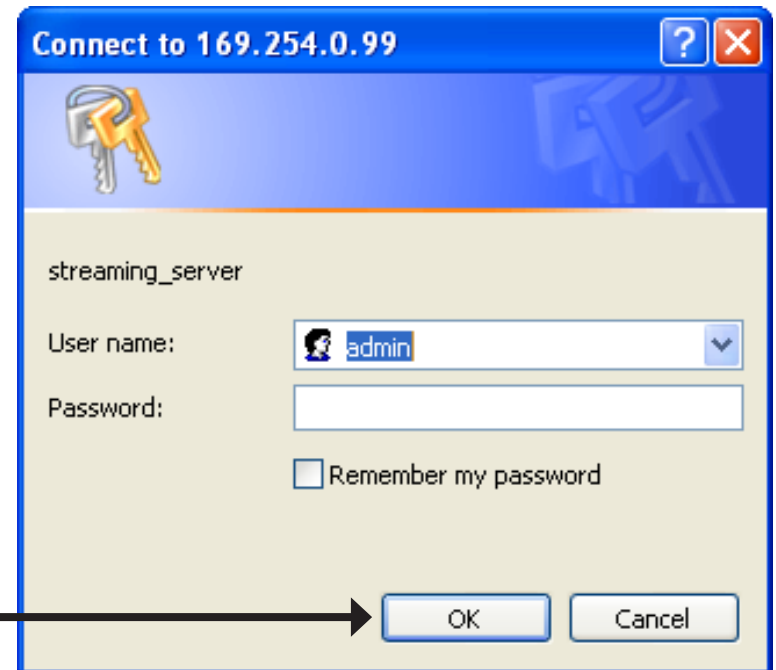 Connect to 169.254.0.99
streaming_server
User name: admin
Password:
Remember my password
OK Cancel